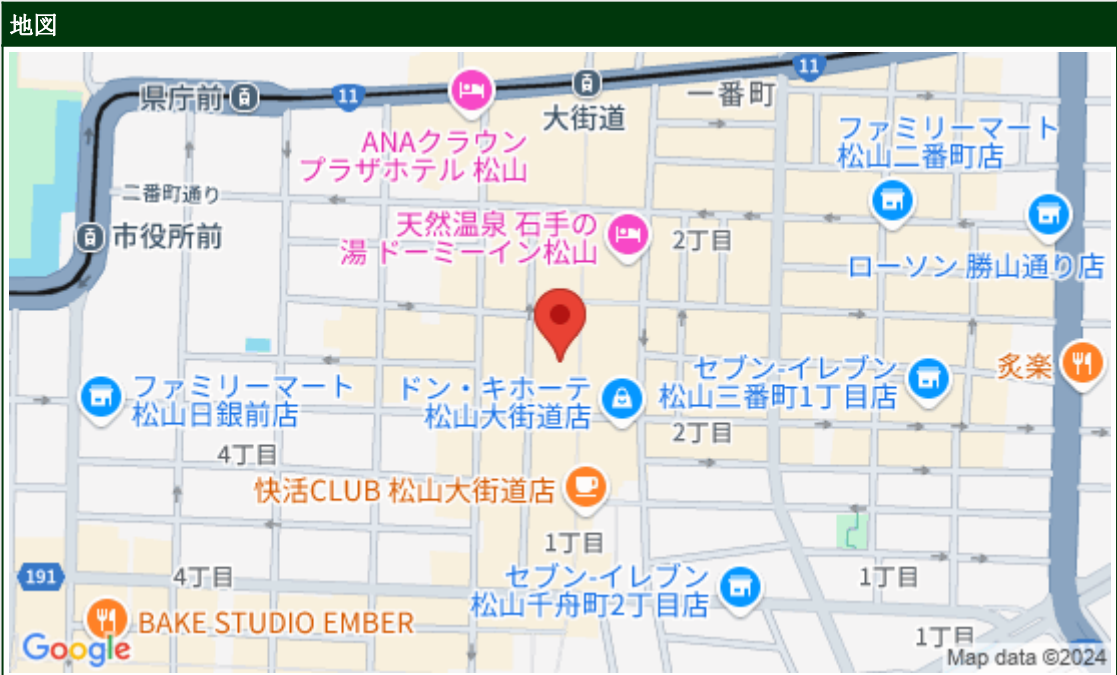 地図
11
県庁前
11
大街道
一番町
ANAクラウン
プラザホテル 松山
ファミリーマート
松山二番町店
二番町通り
市役所前
天然温泉 石手の
湯 ドーミーイン松山
2丁目
ローソン 勝山通り店
炙楽
セブン-イレブン
松山三番町1丁目店
ファミリーマート
松山日銀前店
ドン・キホーテ
松山大街道店
2丁目
4丁目
快活CLUB 松山大街道店
1丁目
191
4丁目
セブン-イレブン
松山千舟町2丁目店
1丁目
BAKE STUDIO EMBER
1丁目
Google
Map data ©2024